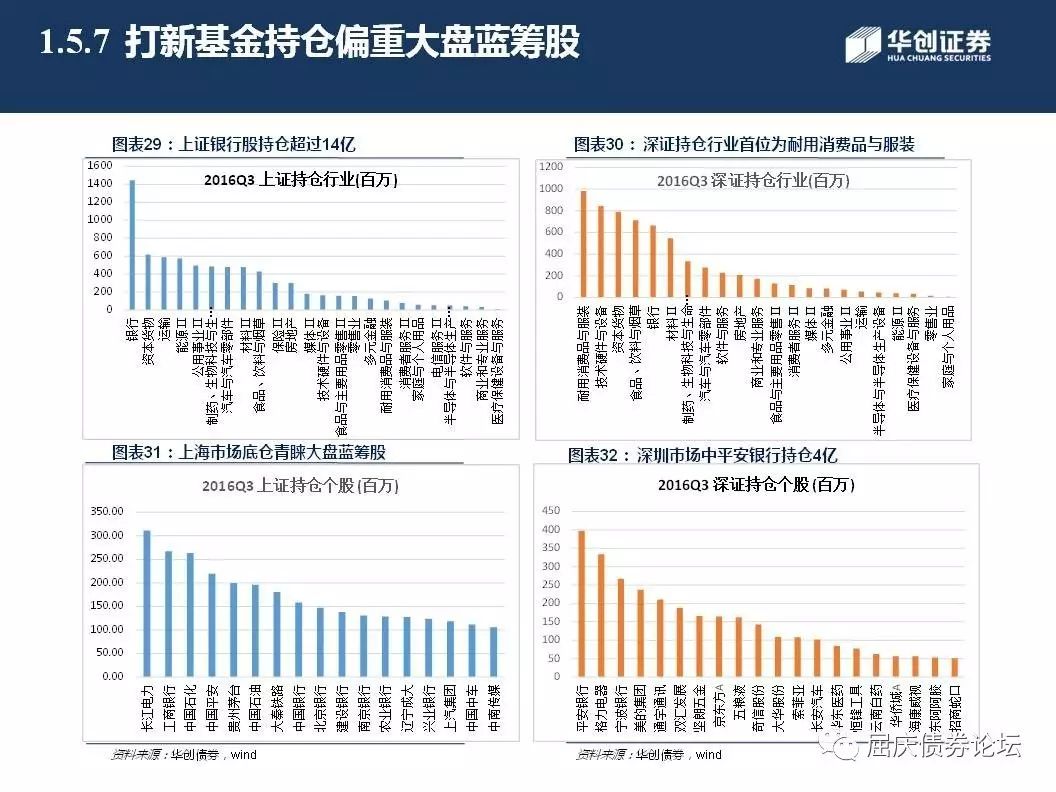 1.5.7 打新基金持仓偏重大盘蓝筹股
华创证券
HUA CHUANG SECURITIES
图表29：上证银行股持仓超过14亿
2016Q3 上证持仓行业(百万)
1600
1400
1200
1000
800
600
400
200
0
银行
资本货物
运输
能源Ⅱ
公用事业Ⅱ
制药、生物科技与生…
汽车与汽车零部件
材料Ⅱ
食品、饮料与烟草
保险Ⅱ
房地产
媒体Ⅱ
技术硬件与设备
食品与主要用品零售Ⅱ
零售业
多元金融
耐用消费品与服装
消费者服务Ⅱ
家庭与个人用品
电信服务Ⅱ
半导体与半导体生产…
软件与服务
商业和专业服务
医疗保健设备与服务
图表30：深证持仓行业首位为耐用消费品与服装
2016Q3 深证持仓行业(百万)
1200
1000
800
600
400
200
0
耐用消费品与服装
技术硬件与设备
资本货物
食品、饮料与烟草
银行
材料Ⅱ
制药、生物科技与生命…
汽车与汽车零部件
软件与服务
房地产
商业和专业服务
食品与主要用品零售Ⅱ
消费者服务Ⅱ
媒体Ⅱ
多元金融
公用事业Ⅱ
运输
半导体与半导体生产设备
能源Ⅱ
医疗保健设备与服务
零售业
家庭与个人用品
图表31：上海市场底仓青睐大盘蓝筹股
2016Q3 上证持仓个股(百万)
350.00
300.00
250.00
200.00
150.00
100.00
50.00
0.00
长江电力
工商银行
中国石化
中国平安
贵州茅台
中国石油
大秦铁路
中国银行
北京银行
建设银行
南京银行
农业银行
辽宁成大
兴业银行
上汽集团
中国中车
中南传媒
资料来源：华创债券，wind
图表32：深圳市场中平安银行持仓4亿
2016Q3 深证持仓个股(百万)
450
400
350
300
250
200
150
100
50
0
平安银行
格力电器
宁波银行
美的集团
通宇通讯
双汇发展
坚朗五金
京东方A
五粮液
奇信股份
大华股份
索菲亚
长安汽车
华东医药
恒锋工具
云南白药
华侨城A
海康威视
东阿阿胶
招商蛇口
资料来源：华创债券，wind
屈庆债券论坛